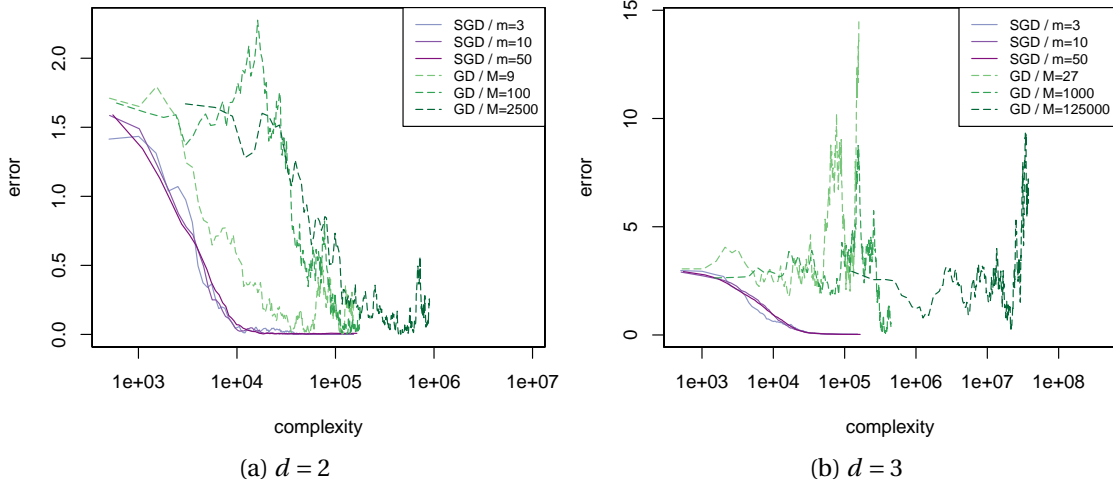 SGD / m=3
SGD / m=10
SGD / m=50
GD / M=9
GD / M=100
GD / M=2500
error
0.0
0.5
1.0
1.5
2.0
1e+03
1e+04
1e+05
1e+06
1e+07
complexity
(a) d = 2
SGD / m=3
SGD / m=10
SGD / m=50
GD / M=27
GD / M=1000
GD / M=125000
error
0
5
10
15
1e+03
1e+04
1e+05
1e+06
1e+07
1e+08
complexity
(b) d = 3